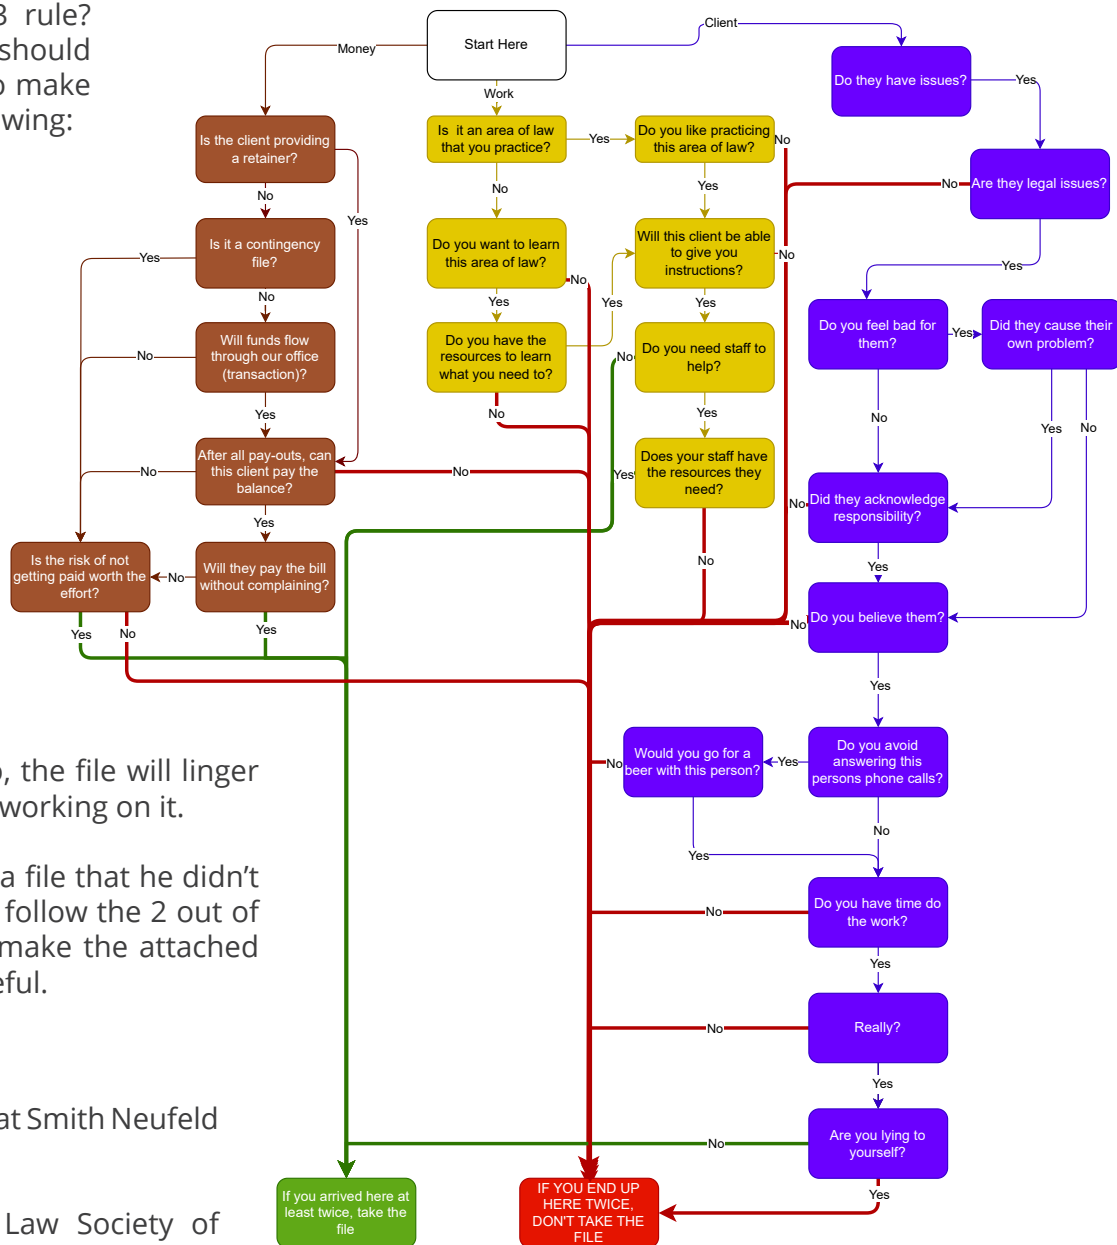 3 rule?
should
o make
wing:
Start Here
Money
Work
Client
Is the client providing
a retainer?
No
Yes
Is it a contingency
file?
Yes
No
Will funds flow
through our office
(transaction)?
No
Yes
After all pay-outs, can
this client pay the
balance?
No
No
Yes
Is the risk of not
getting paid worth the
effort?
No
Will they pay the bill
without complaining?
Yes
No
Yes
Is it an area of law
that you practice?
Yes
Do you like practicing
this area of law?
No
No
Yes
Do you want to learn
this area of law?
No
Will this client be able
to give you
instructions?
No
Yes
Yes
Yes
Do you have the
resources to learn
what you need to?
No
Do you need staff to
help?
No
Yes
Yes
Does your staff have
the resources they
need?
No
Do they have issues?
Yes
No
Are they legal issues?
Yes
Do you feel bad for
them?
Yes
Did they cause their
own problem?
No
Yes
No
No
Did they acknowledge
responsibility?
Yes
No
Do you believe them?
Yes
No
Would you go for a
beer with this person?
Yes
Do you avoid
answering this
persons phone calls?
No
Yes
Do you have time do
the work?
No
Yes
Really?
No
Yes
Are you lying to
yourself?
No
Yes
If you arrived here at
least twice, take the
file
IF YOU END UP
HERE TWICE,
DON'T TAKE THE
FILE
, the file will linger
working on it.
a file that he didn’t
follow the 2 out of
make the attached
eful.
at Smith Neufeld
Law Society of